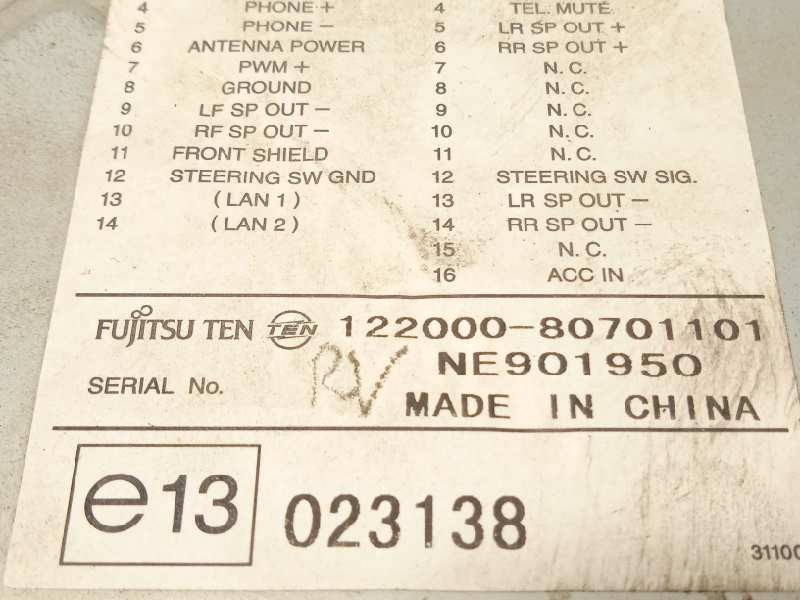 4 PHONE + 4 TEL. MUTE
5 PHONE − 5 LR SP OUT +
6 ANTENNA POWER 6 RR SP OUT +
7 PWM + 7 N.C.
8 GROUND 8 N.C.
9 LF SP OUT − 9 N.C.
10 RF SP OUT − 10 N.C.
11 FRONT SHIELD 11 N.C.
12 STEERING SW GND 12 STEERING SW SIG.
13 (LAN 1) 13 LR SP OUT −
14 (LAN 2) 14 RR SP OUT −
15 N.C.
16 ACC IN
FUJITSU TEN TEN 122000-80701101
NE901950
SERIAL No. RV MADE IN CHINA
e13 023138
31100